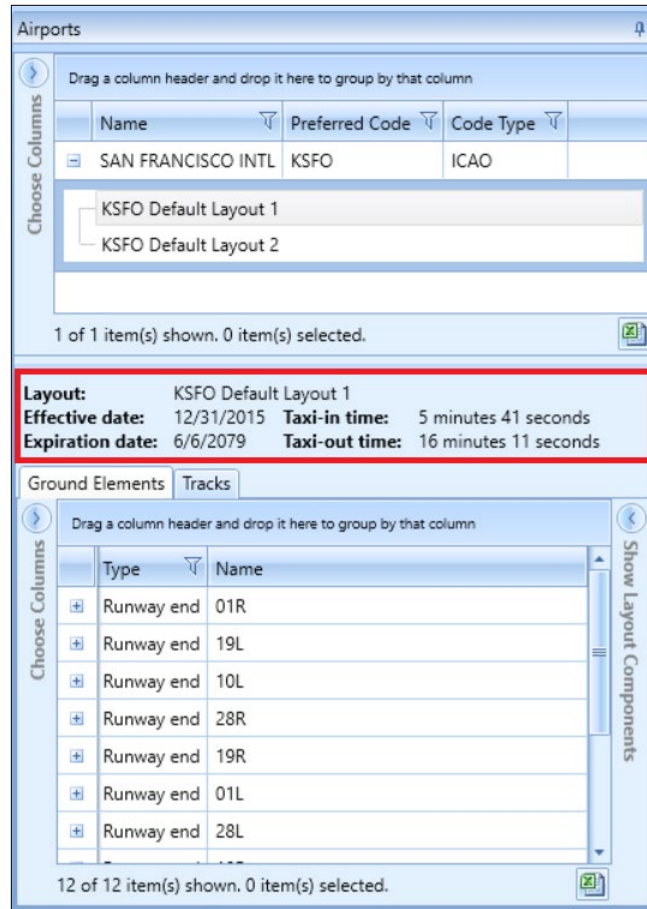 Airports
Choose Columns
Drag a column header and drop it here to group by that column
Name Preferred Code Code Type
SAN FRANCISCO INTL KSFO ICAO
KSFO Default Layout 1
KSFO Default Layout 2
1 of 1 item(s) shown. 0 item(s) selected.
Layout: KSFO Default Layout 1
Effective date: 12/31/2015 Taxi-in time: 5 minutes 41 seconds
Expiration date: 6/6/2079 Taxi-out time: 16 minutes 11 seconds
Ground Elements Tracks
Choose Columns
Drag a column header and drop it here to group by that column
Show Layout Components
Type Name
Runway end 01R
Runway end 19L
Runway end 10L
Runway end 28R
Runway end 19R
Runway end 01L
Runway end 28L
12 of 12 item(s) shown. 0 item(s) selected.